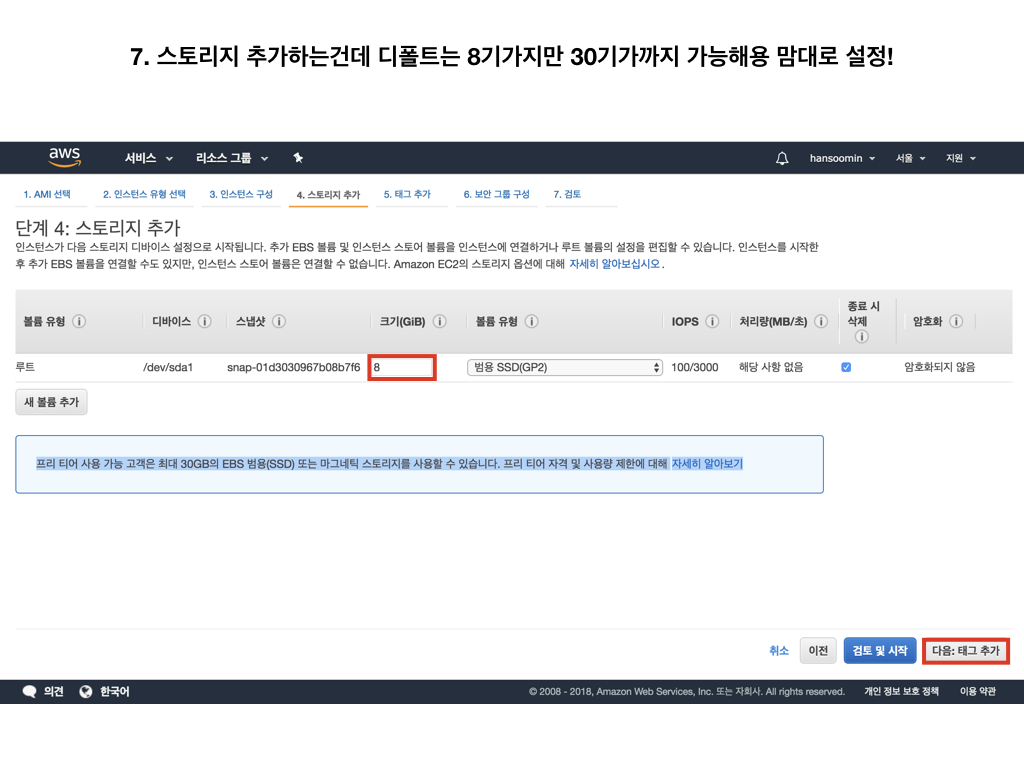 7. 스토리지 추가하는건데 디폴트는 8기가지만 30기가까지 가능해용 맘대로 설정!
aws 서비스 리소스 그룹 hansoomin 서울 지원
1. AMI 선택 2. 인스턴스 유형 선택 3. 인스턴스 구성 4. 스토리지 추가 5. 태그 추가 6. 보안 그룹 구성 7. 검토
단계 4: 스토리지 추가
인스턴스가 다음 스토리지 디바이스 설정으로 시작됩니다. 추가 EBS 볼륨 및 인스턴스 스토어 볼륨을 인스턴스에 연결하거나 루트 볼륨의 설정을 편집할 수 있습니다. 인스턴스를 시작한
후 추가 EBS 볼륨을 연결할 수도 있지만, 인스턴스 스토어 볼륨은 연결할 수 없습니다. Amazon EC2의 스토리지 옵션에 대해 자세히 알아보십시오.
볼륨 유형 디바이스 스냅샷 크기(GiB) 볼륨 유형 IOPS 처리량(MB/초) 종료 시 삭제 암호화
루트 /dev/sda1 snap-01d3030967b08b7f6 8 범용 SSD(GP2) 100/3000 해당 사항 없음 암호화되지 않음
새 볼륨 추가
프리 티어 사용 가능 고객은 최대 30GB의 EBS 범용(SSD) 또는 마그네틱 스토리지를 사용할 수 있습니다. 프리 티어 자격 및 사용량 제한에 대해 자세히 알아보기
취소 이전 검토 및 시작 다음: 태그 추가
의견 한국어 © 2008 - 2018, Amazon Web Services, Inc. 또는 자회사. All rights reserved. 개인 정보 보호 정책 이용 약관